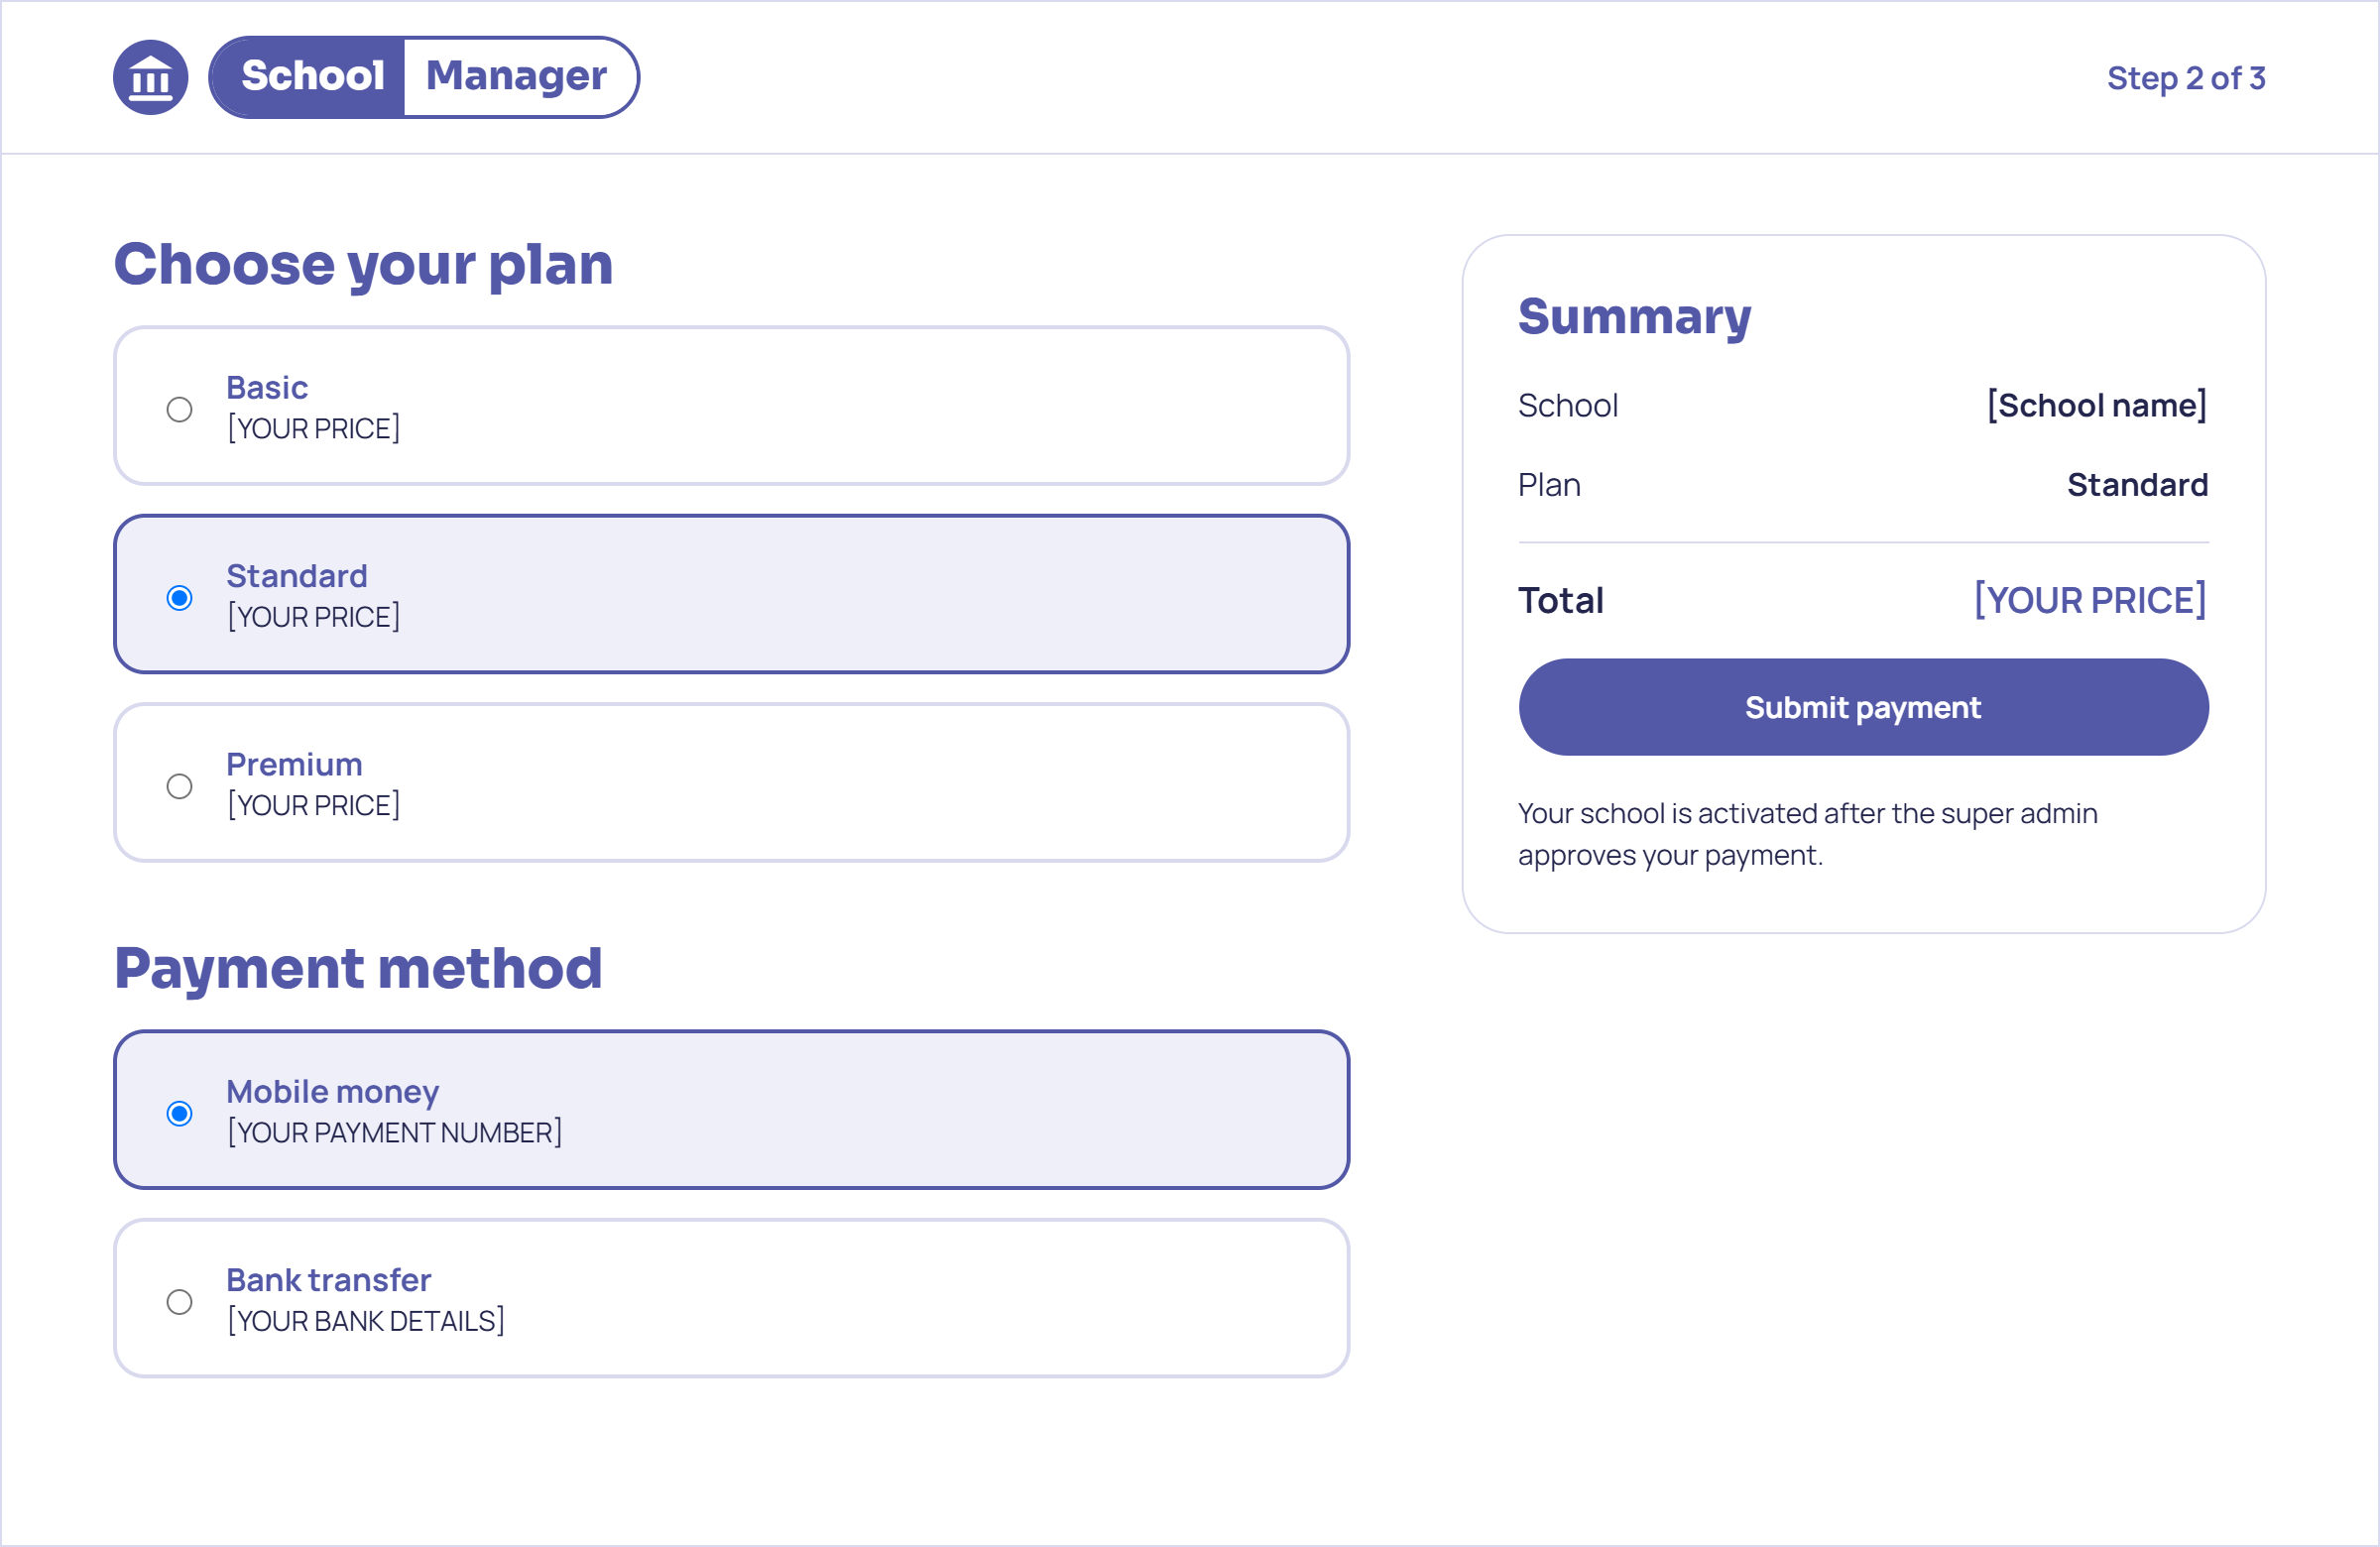 School Manager
Step 2 of 3
Choose your plan
Basic
[YOUR PRICE]
Standard
[YOUR PRICE]
Premium
[YOUR PRICE]
Payment method
Mobile money
[YOUR PAYMENT NUMBER]
Bank transfer
[YOUR BANK DETAILS]
Summary
School [School name]
Plan Standard
Total [YOUR PRICE]
Submit payment
Your school is activated after the super admin
approves your payment.